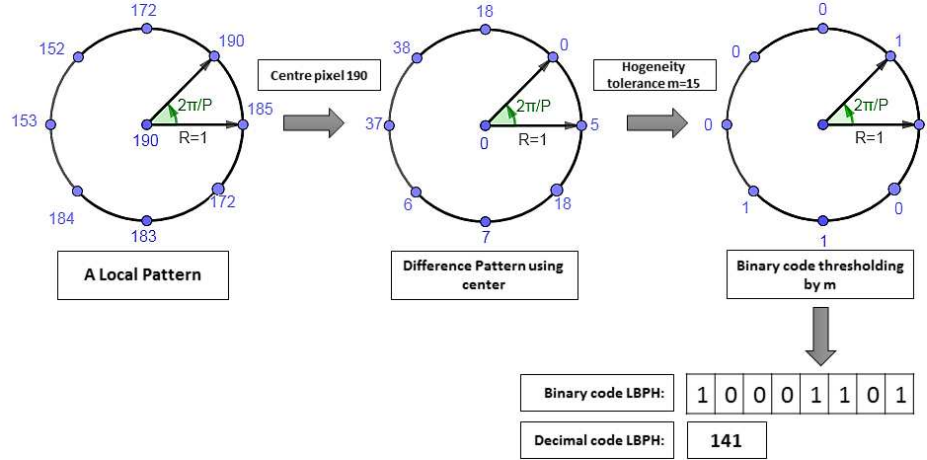 172
152
190
153
185
190
R=1
2π/P
184
172
183
A Local Pattern
Centre pixel 190
18
38
0
37
5
0
R=1
2π/P
6
18
7
Difference Pattern using
center
Hogeneity
tolerance m=15
0
0
1
0
R=1
2π/P
1
0
1
Binary code thresholding
by m
Binary code LBPH: 1 0 0 0 1 1 0 1
Decimal code LBPH: 141